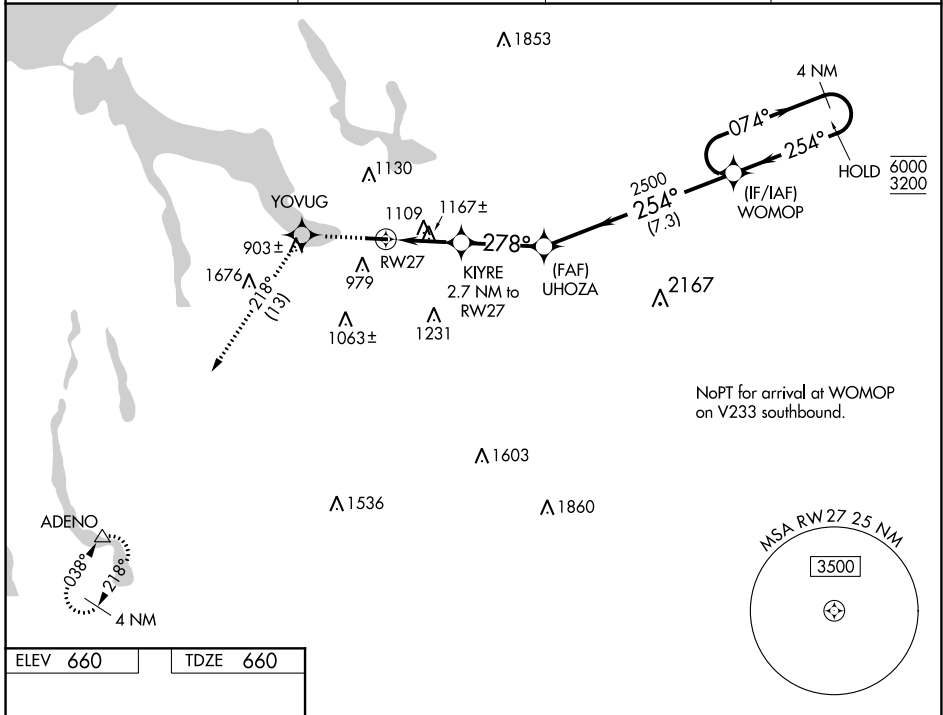 1853
4 NM
074°
254°
HOLD
6000
3200
1130
2500
254°
(7.3)
(IF/IAF)
WOMOP
YOVUG
1109
1167±
903±
RW27
278°
1676
979
KIYRE
2.7 NM to
RW27
(FAF)
UHOZA
2167
218°
(13)
1063±
1231
NoPT for arrival at WOMOP
on V233 southbound.
1603
1536
1860
ADENO
038°
218°
4 NM
MSA RW27 25 NM
3500
ELEV 660
TDZE 660